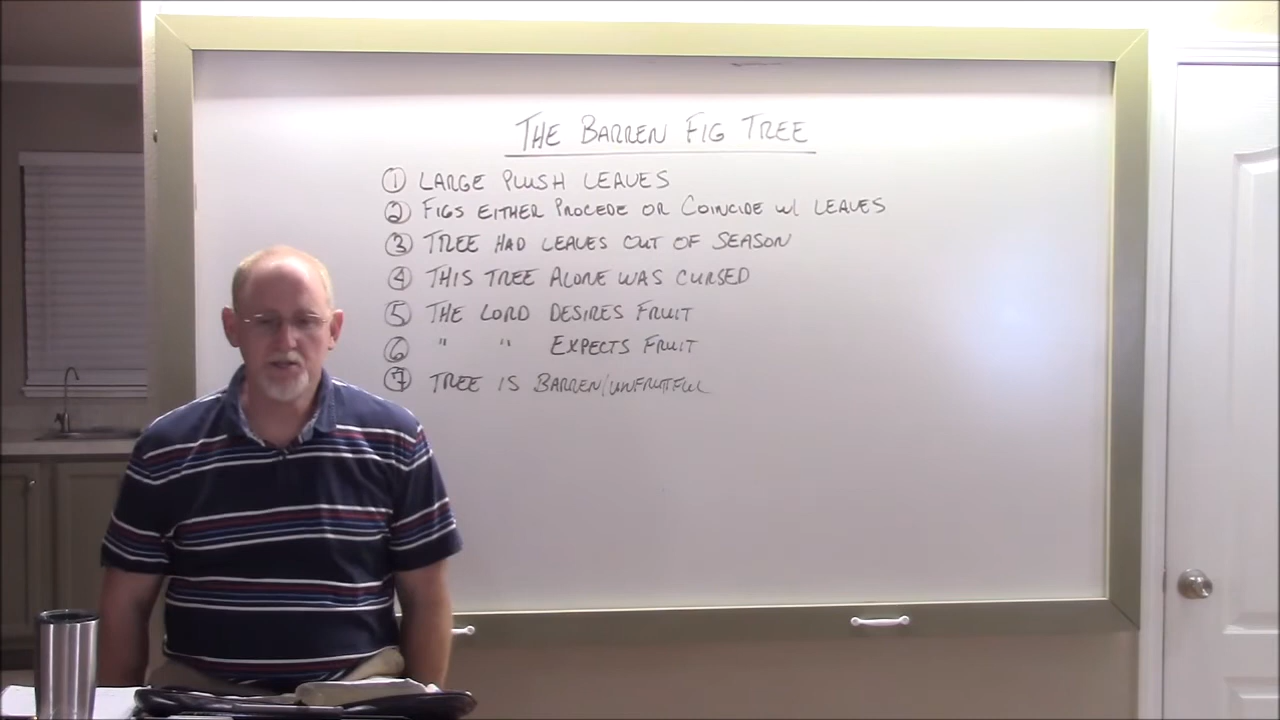 THE BARREN FIG TREE
① LARGE PLUSH LEAVES
② FIGS EITHER PROCEDE OR COINCIDE w/ LEAVES
③ TREE HAD LEAVES OUT OF SEASON
④ THIS TREE ALONE WAS CURSED
⑤ THE LORD DESIRES FRUIT
⑥ " " EXPECTS FRUIT
⑦ TREE IS BARREN/UNFRUITFUL